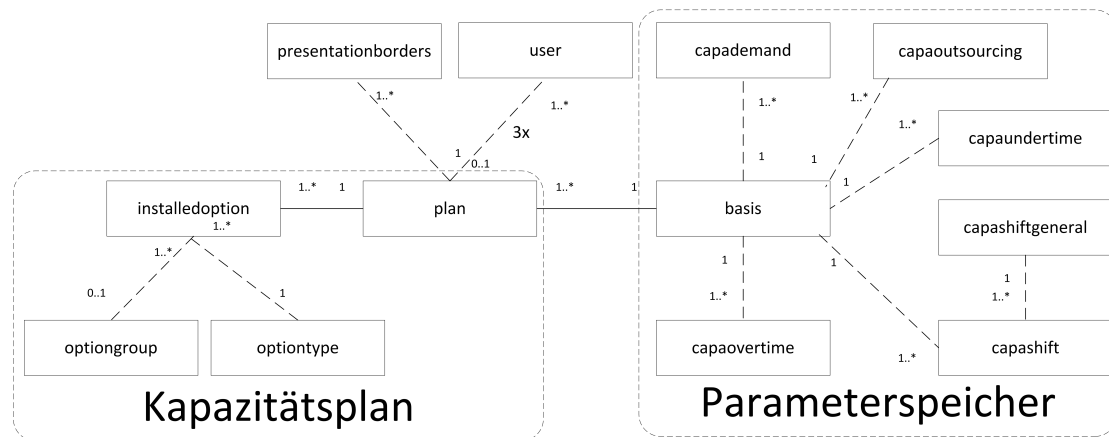 presentationborders
user
capademand
capaoutsourcing
1..*
1..*
1..*
1..*
3x
1..*
capaundertime
1
0..1
1
1
1
installedoption
1..*
1
plan
1..*
1
basis
capashiftgeneral
1..*
1..*
1
1
1
1..*
0..1
1
1..*
optiongroup
optiontype
capaovertime
capashift
1..*
Kapazitätsplan
Parameterspeicher